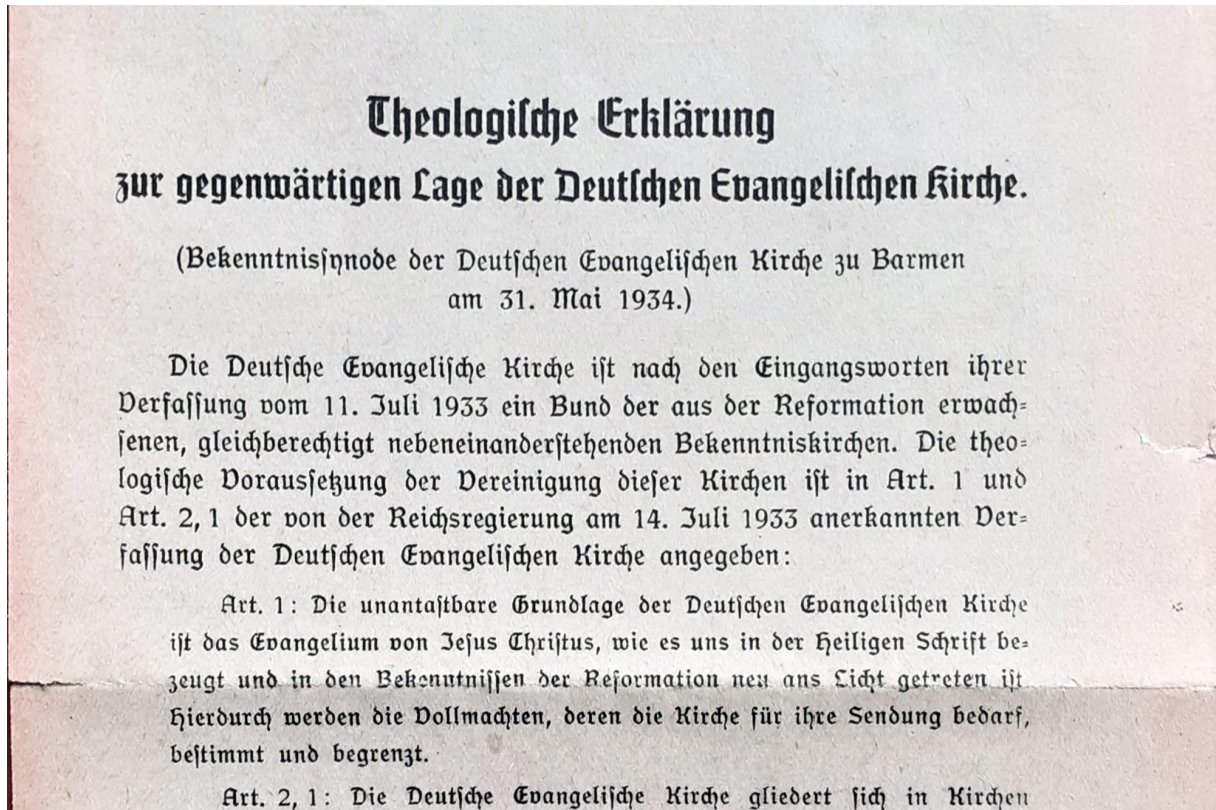 Theologiſche Erklärung
zur gegenwärtigen Lage der Deutſchen Evangeliſchen Kirche.
(Bekenntnisſynode der Deutſchen Evangeliſchen Kirche zu Barmen
am 31. Mai 1934.)
Die Deutſche Evangeliſche Kirche iſt nach den Eingangsworten ihrer
Verfaſſung vom 11. Juli 1933 ein Bund der aus der Reformation erwach⸗
ſenen, gleichberechtigt nebeneinanderſtehenden Bekenntniskirchen. Die theo⸗
logiſche Vorausſetzung der Vereinigung dieſer Kirchen iſt in Art. 1 und
Art. 2, 1 der von der Reichsregierung am 14. Juli 1933 anerkannten Ver⸗
faſſung der Deutſchen Evangeliſchen Kirche angegeben:
Art. 1: Die unantaſtbare Grundlage der Deutſchen Evangeliſchen Kirche
iſt das Evangelium von Jeſus Chriſtus, wie es uns in der Heiligen Schrift be⸗
zeugt und in den Bekenntniſſen der Reformation neu ans Licht getreten iſt
Hierdurch werden die Vollmachten, deren die Kirche für ihre Sendung bedarf,
beſtimmt und begrenzt.
Art. 2, 1: Die Deutſche Evangeliſche Kirche gliedert ſich in Kirchen